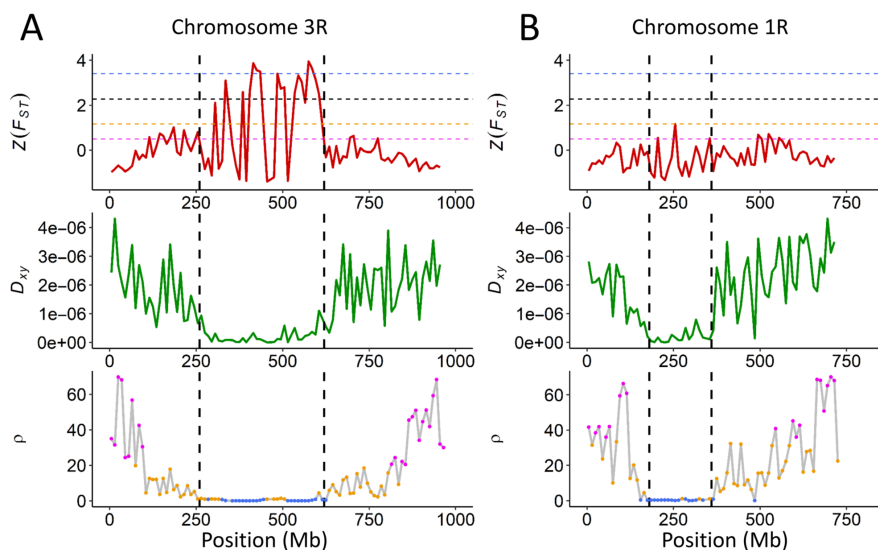 A
Chromosome 3R
Z(FST)
4
2
0
0
250
500
750
1000
Dxy
4e−06
3e−06
2e−06
1e−06
0e+00
0
250
500
750
1000
ρ
60
40
20
0
0
250
500
750
1000
Position (Mb)
B
Chromosome 1R
Z(FST)
4
2
0
0
250
500
750
Dxy
4e−06
3e−06
2e−06
1e−06
0e+00
0
250
500
750
ρ
60
40
20
0
0
250
500
750
Position (Mb)